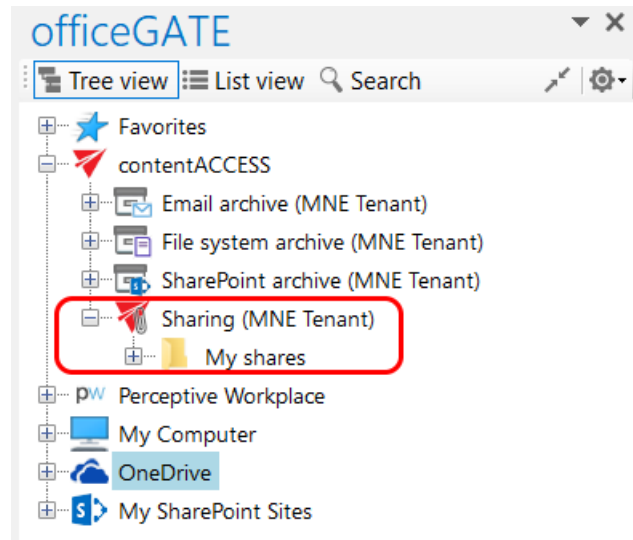 officeGATE
Tree view List view Search
Favorites
contentACCESS
Email archive (MNE Tenant)
File system archive (MNE Tenant)
SharePoint archive (MNE Tenant)
Sharing (MNE Tenant)
My shares
pw Perceptive Workplace
My Computer
OneDrive
S My SharePoint Sites